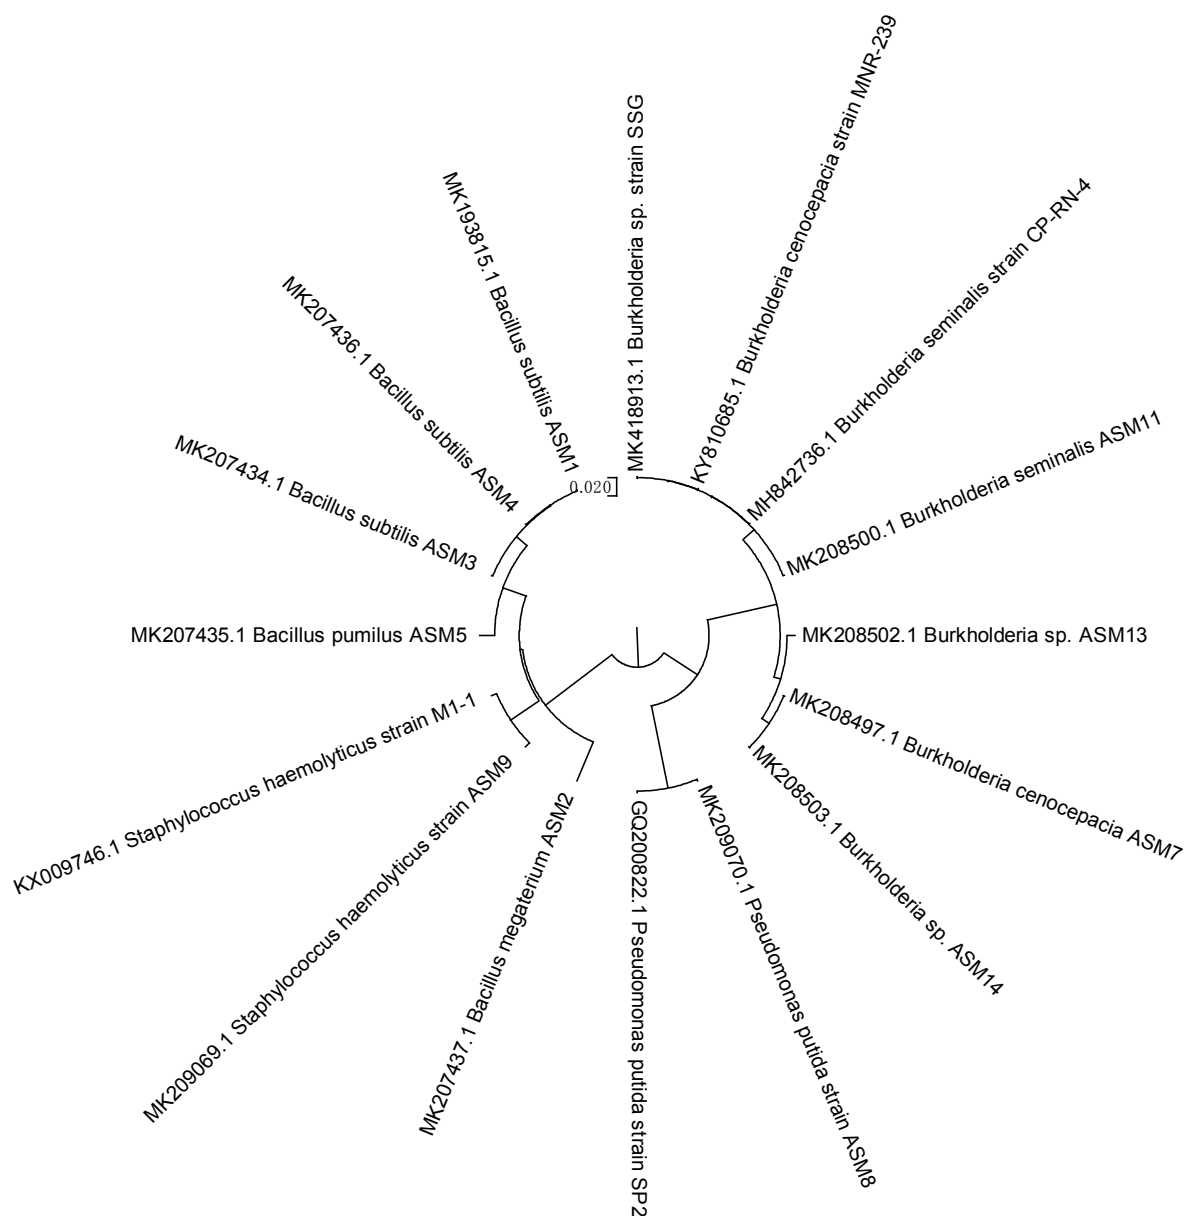 MK418913.1 Burkholderia sp. strain SSG
KY810685.1 Burkholderia cenocepacia strain MNR-239
MH842736.1 Burkholderia seminalis strain CP-RN-4
MK208500.1 Burkholderia seminalis ASM11
MK208502.1 Burkholderia sp. ASM13
MK208497.1 Burkholderia cenocepacia ASM7
MK208503.1 Burkholderia sp. ASM14
MK209070.1 Pseudomonas putida strain ASM8
GQ200822.1 Pseudomonas putida strain SP2
MK207437.1 Bacillus megaterium ASM2
MK209069.1 Staphylococcus haemolyticus strain ASM9
KX009746.1 Staphylococcus haemolyticus strain M1-1
MK207435.1 Bacillus pumilus ASM5
MK207434.1 Bacillus subtilis ASM3
MK207436.1 Bacillus subtilis ASM4
MK193815.1 Bacillus subtilis ASM1
0.020